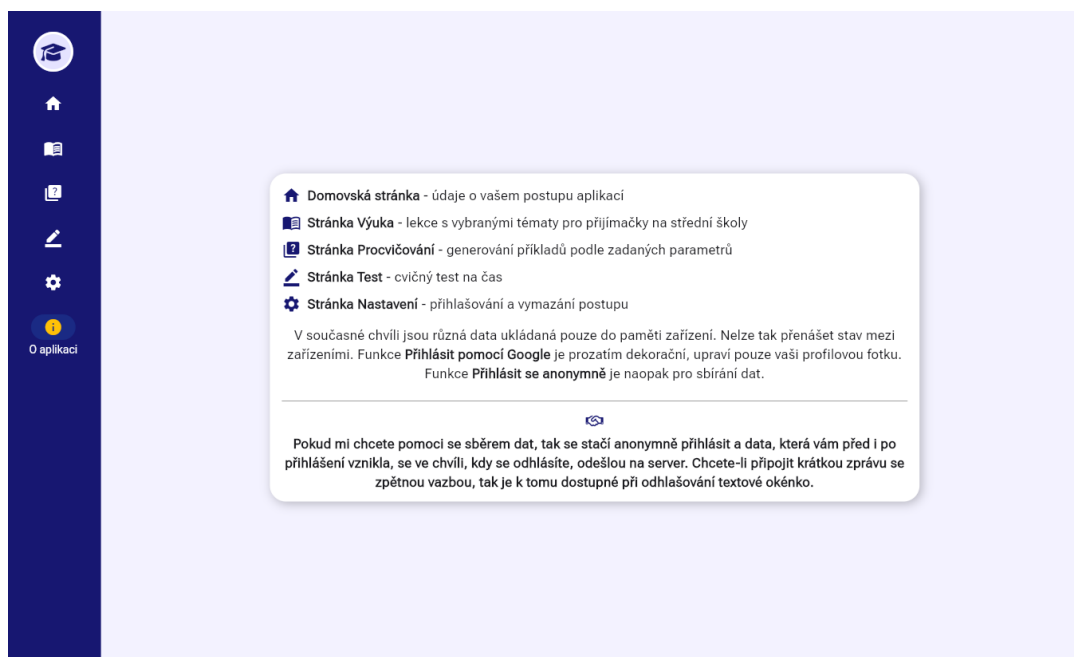 O aplikaci
Domovská stránka - údaje o vašem postupu aplikací
Stránka Výuka - lekce s vybranými tématy pro přijímačky na střední školy
Stránka Procvičování - generování příkladů podle zadaných parametrů
Stránka Test - cvičný test na čas
Stránka Nastavení - přihlašování a vymazání postupu
V současné chvíli jsou různá data ukládaná pouze do paměti zařízení. Nelze tak přenášet stav mezi
zařízeními. Funkce Přihlásit pomocí Google je prozatím dekorační, upraví pouze vaši profilovou fotku.
Funkce Přihlásit se anonymně je naopak pro sbírání dat.
Pokud mi chcete pomoci se sběrem dat, tak se stačí anonymně přihlásit a data, která vám před i po
přihlášení vznikla, se ve chvíli, kdy se odhlásíte, odešlou na server. Chcete-li připojit krátkou zprávu se
zpětnou vazbou, tak je k tomu dostupné při odhlašování textové okénko.